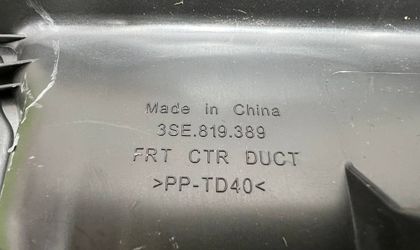 Made in China
3SE.819.389
FRT CTR DUCT
>PP-TD40<